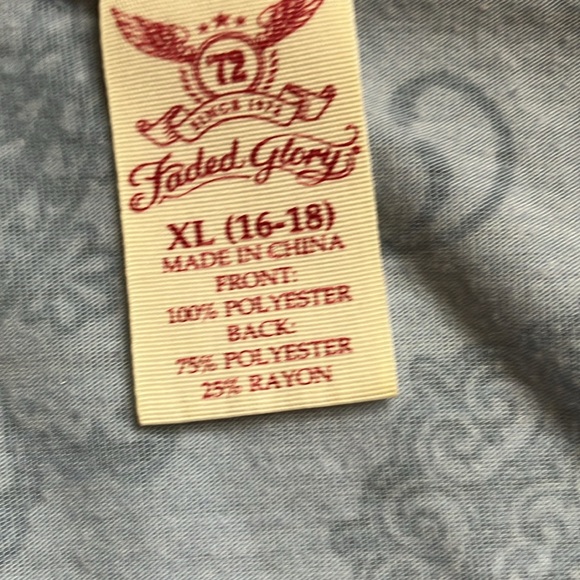 72
SINCE 1972
Faded Glory
XL (16-18)
MADE IN CHINA
FRONT:
100% POLYESTER
BACK:
75% POLYESTER
25% RAYON